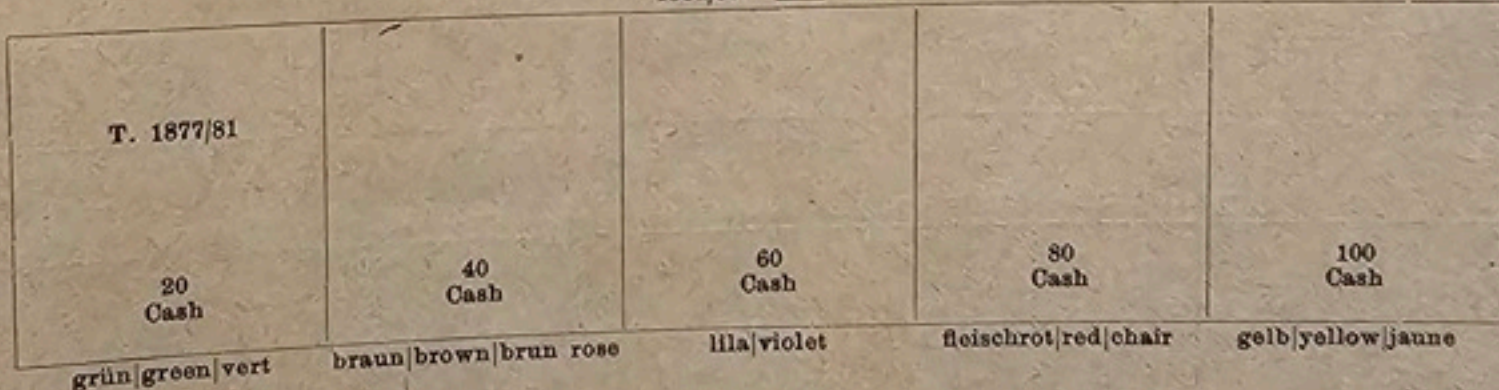 T. 1877/81
20
Cash
40
Cash
60
Cash
80
Cash
100
Cash
grün|green|vert
braun|brown|brun rose
lila|violet
fleischrot|red|chair
gelb|yellow|jaune